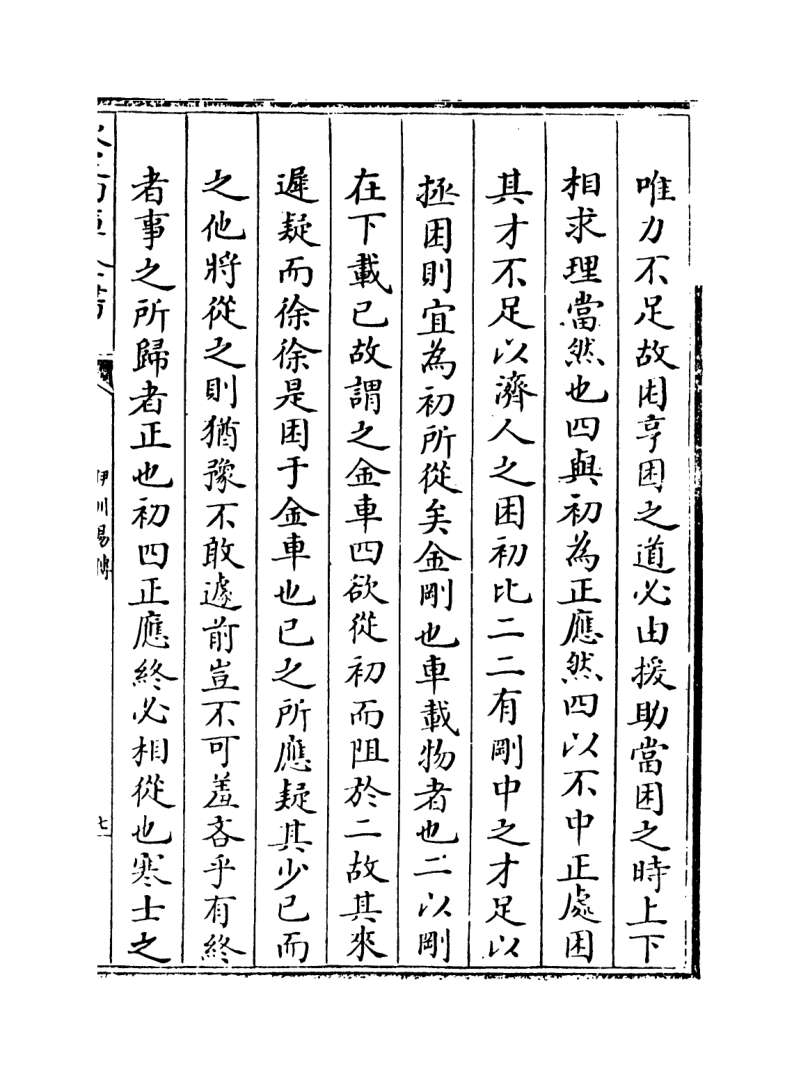 唯力不足故困亨困之道必由援助當困之時上下
相求理當然也四與初為正應然四以不中正處困
其才不足以濟人之困初比二二有剛中之才足以
拯困則宜為初所從矣金剛也車載物者也二以剛
在下載已故謂之金車四欲從初而阻於二故其來
遲疑而徐徐是困于金車也已之所應疑其少已而
之他將從之則猶豫不敢遽前豈不可羞吝乎有終
者事之所歸者正也初四正應終必相從也寒士之
伊川易傳
七